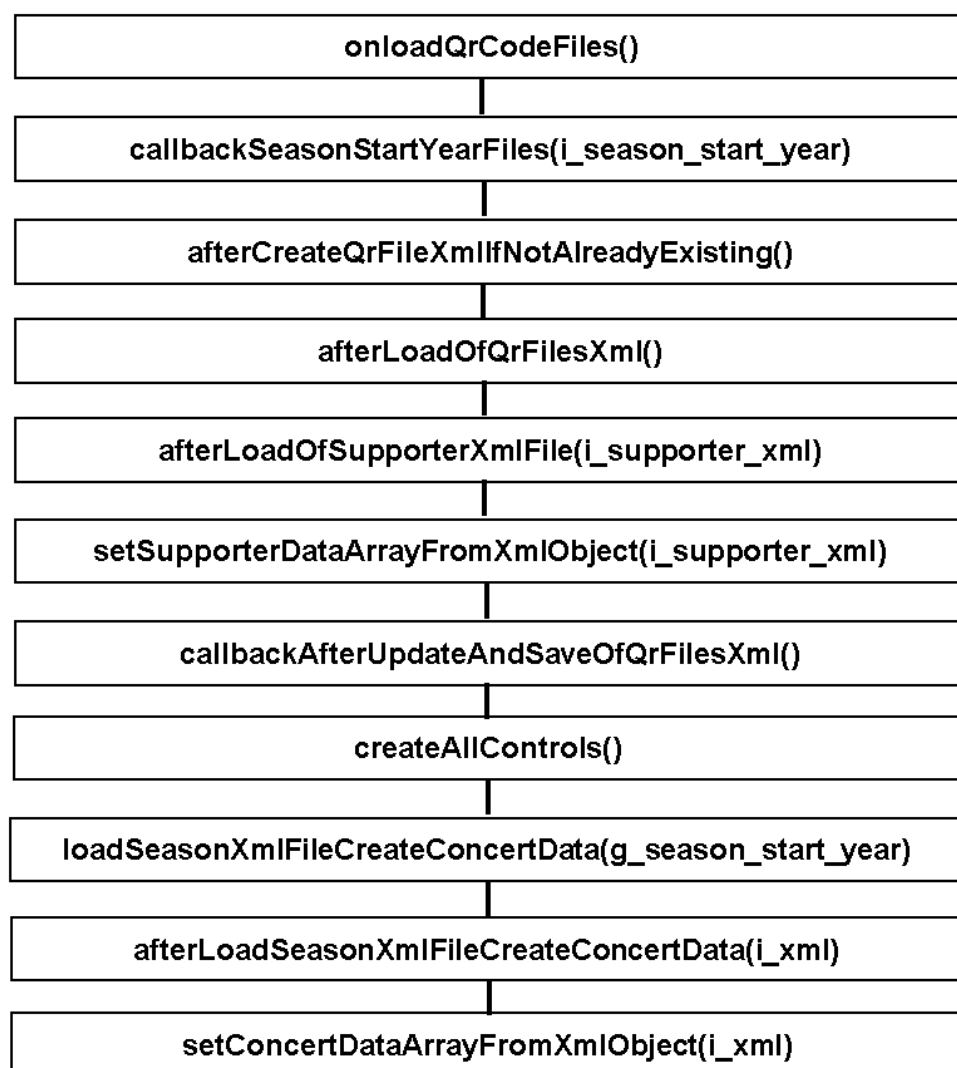 onloadQrCodeFiles()
callbackSeasonStartYearFiles(i_season_start_year)
afterCreateQrFileXmlIfNotAlreadyExisting()
afterLoadOfQrFilesXml()
afterLoadOfSupporterXmlFile(i_supporter_xml)
setSupporterDataArrayFromXmlObject(i_supporter_xml)
callbackAfterUpdateAndSaveOfQrFilesXml()
createAllControls()
loadSeasonXmlFileCreateConcertData(g_season_start_year)
afterLoadSeasonXmlFileCreateConcertData(i_xml)
setConcertDataArrayFromXmlObject(i_xml)